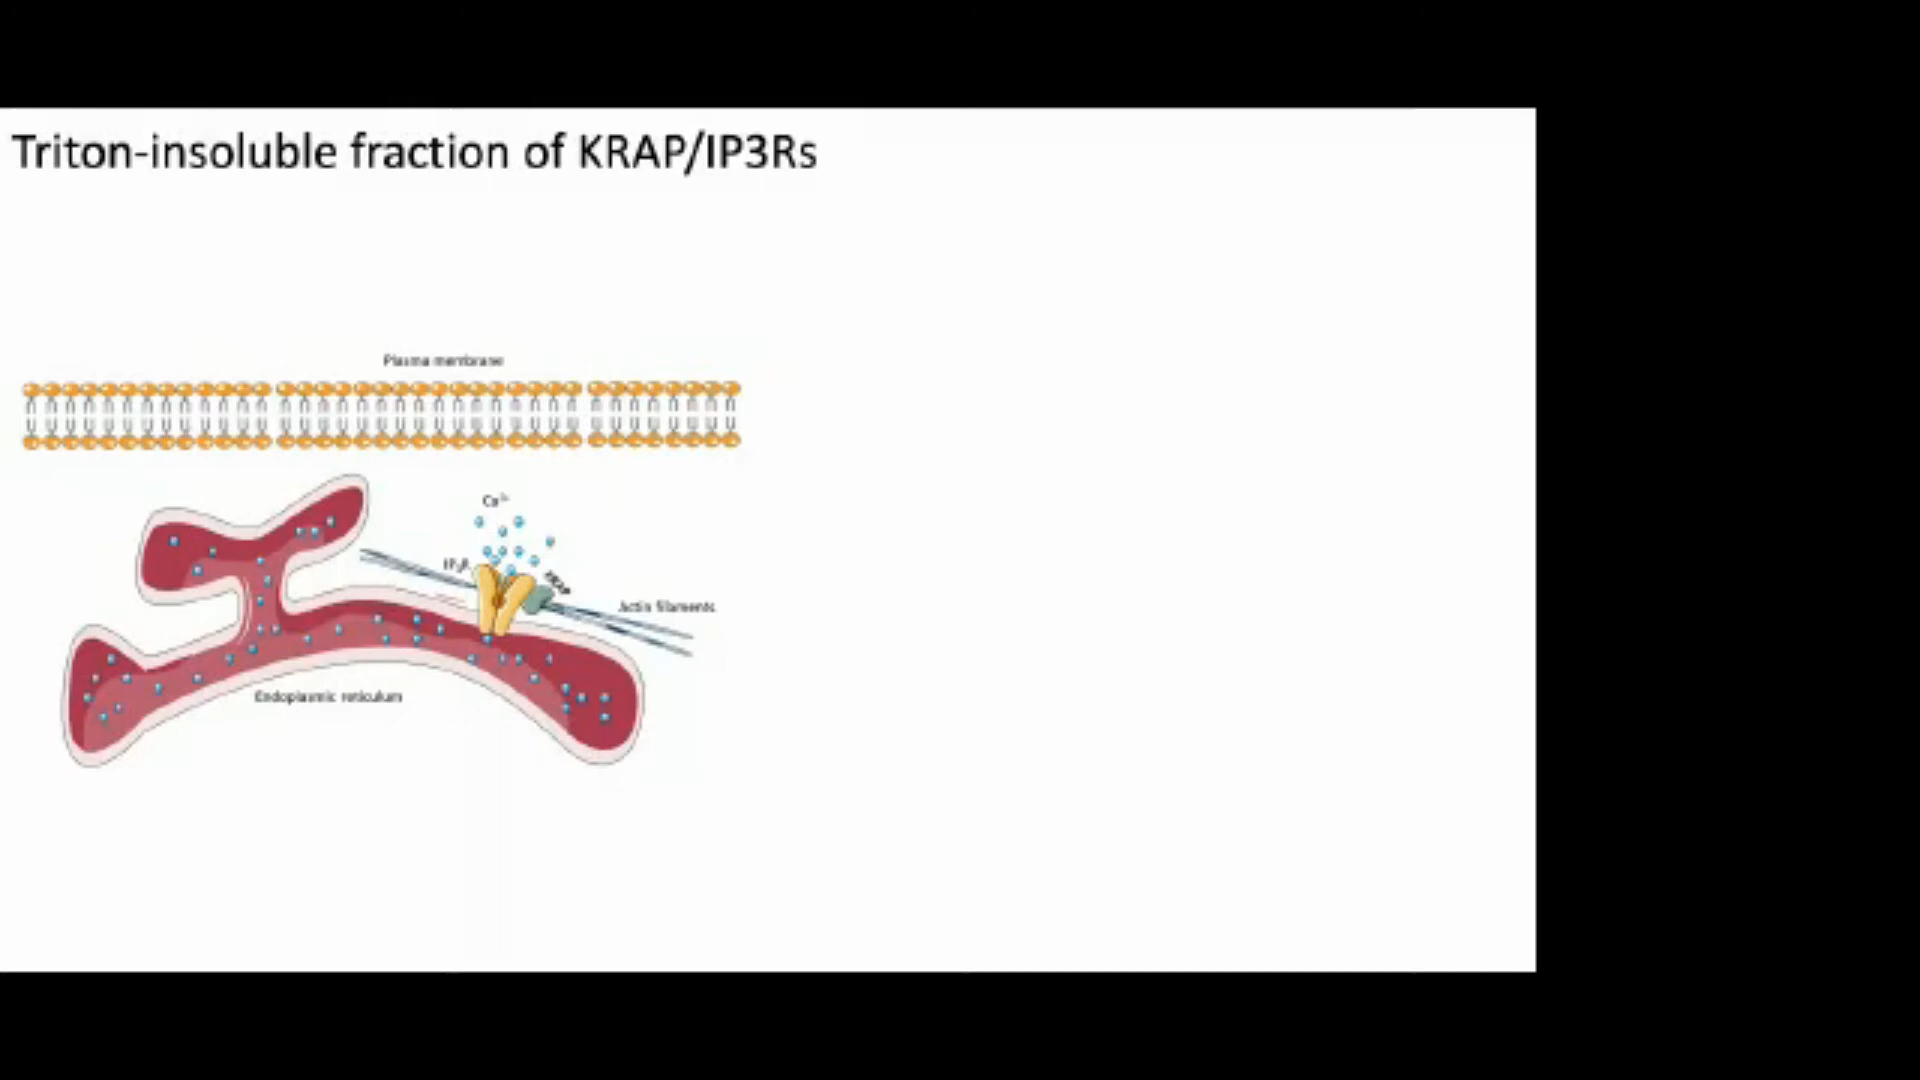 Triton-insoluble fraction of KRAP/IP3Rs
Plasma membrane
Ca²⁺
IP₃R
KRAP
Actin filaments
Endoplasmic reticulum